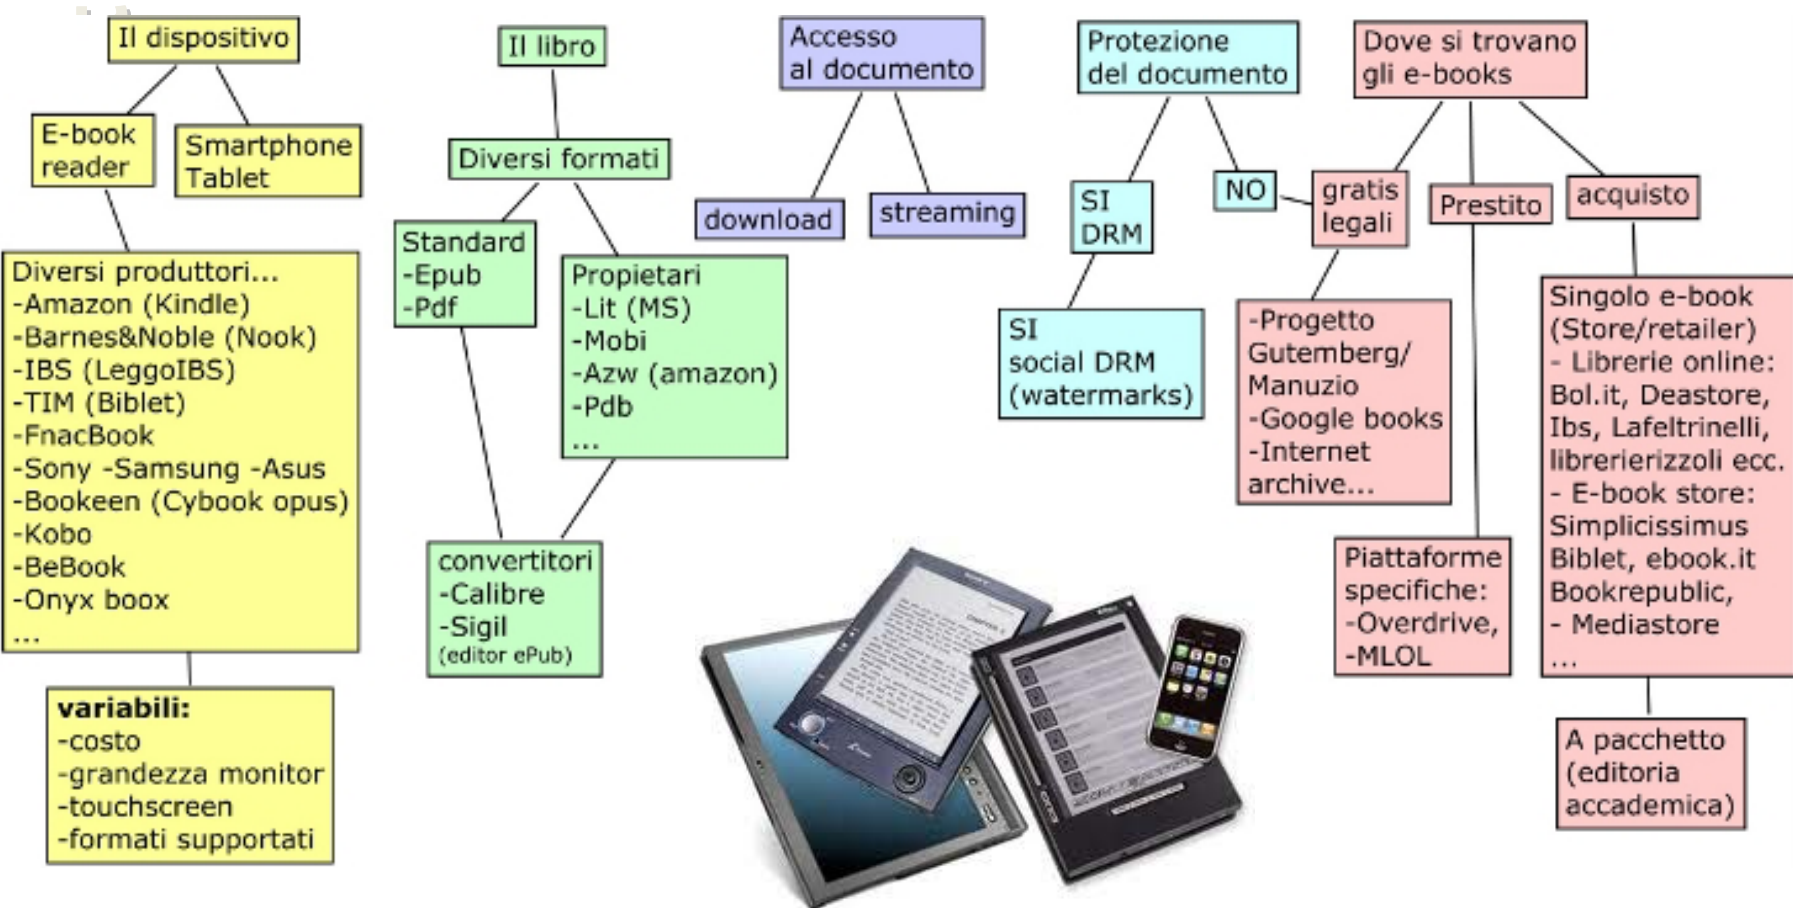 Il dispositivo
E-book
reader
Smartphone
Tablet
Diversi produttori...
-Amazon (Kindle)
-Barnes&Noble (Nook)
-IBS (LeggoIBS)
-TIM (Biblet)
-FnacBook
-Sony -Samsung -Asus
-Bookeen (Cybook opus)
-Kobo
-BeBook
-Onyx boox
...
variabili:
-costo
-grandezza monitor
-touchscreen
-formati supportati
Il libro
Diversi formati
Standard
-Epub
-Pdf
Propietari
-Lit (MS)
-Mobi
-Azw (amazon)
-Pdb
...
convertitori
-Calibre
-Sigil
(editor ePub)
Accesso
al documento
download
streaming
Protezione
del documento
SI
DRM
NO
SI
social DRM
(watermarks)
Dove si trovano
gli e-books
gratis
legali
Prestito
acquisto
-Progetto
Gutemberg/
Manuzio
-Google books
-Internet
archive...
Piattaforme
specifiche:
-Overdrive,
-MLOL
Singolo e-book
(Store/retailer)
- Librerie online:
Bol.it, Deastore,
Ibs, Lafeltrinelli,
librerierizzoli ecc.
- E-book store:
Simplicissimus
Biblet, ebook.it
Bookrepublic,
- Mediastore
...
A pacchetto
(editoria
accademica)